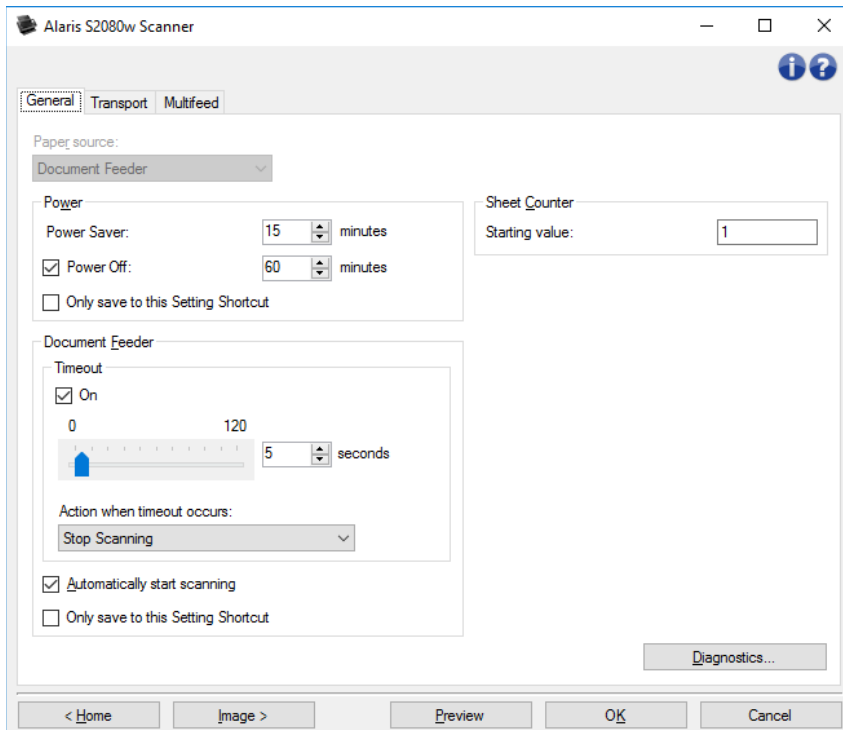 Alaris S2080w Scanner
General Transport Multifeed
Paper source:
Document Feeder
Power
Power Saver: 15 minutes
Power Off: 60 minutes
Only save to this Setting Shortcut
Sheet Counter
Starting value: 1
Document Feeder
Timeout
On
0 120
5 seconds
Action when timeout occurs:
Stop Scanning
Automatically start scanning
Only save to this Setting Shortcut
Diagnostics...
< Home Image > Preview OK Cancel